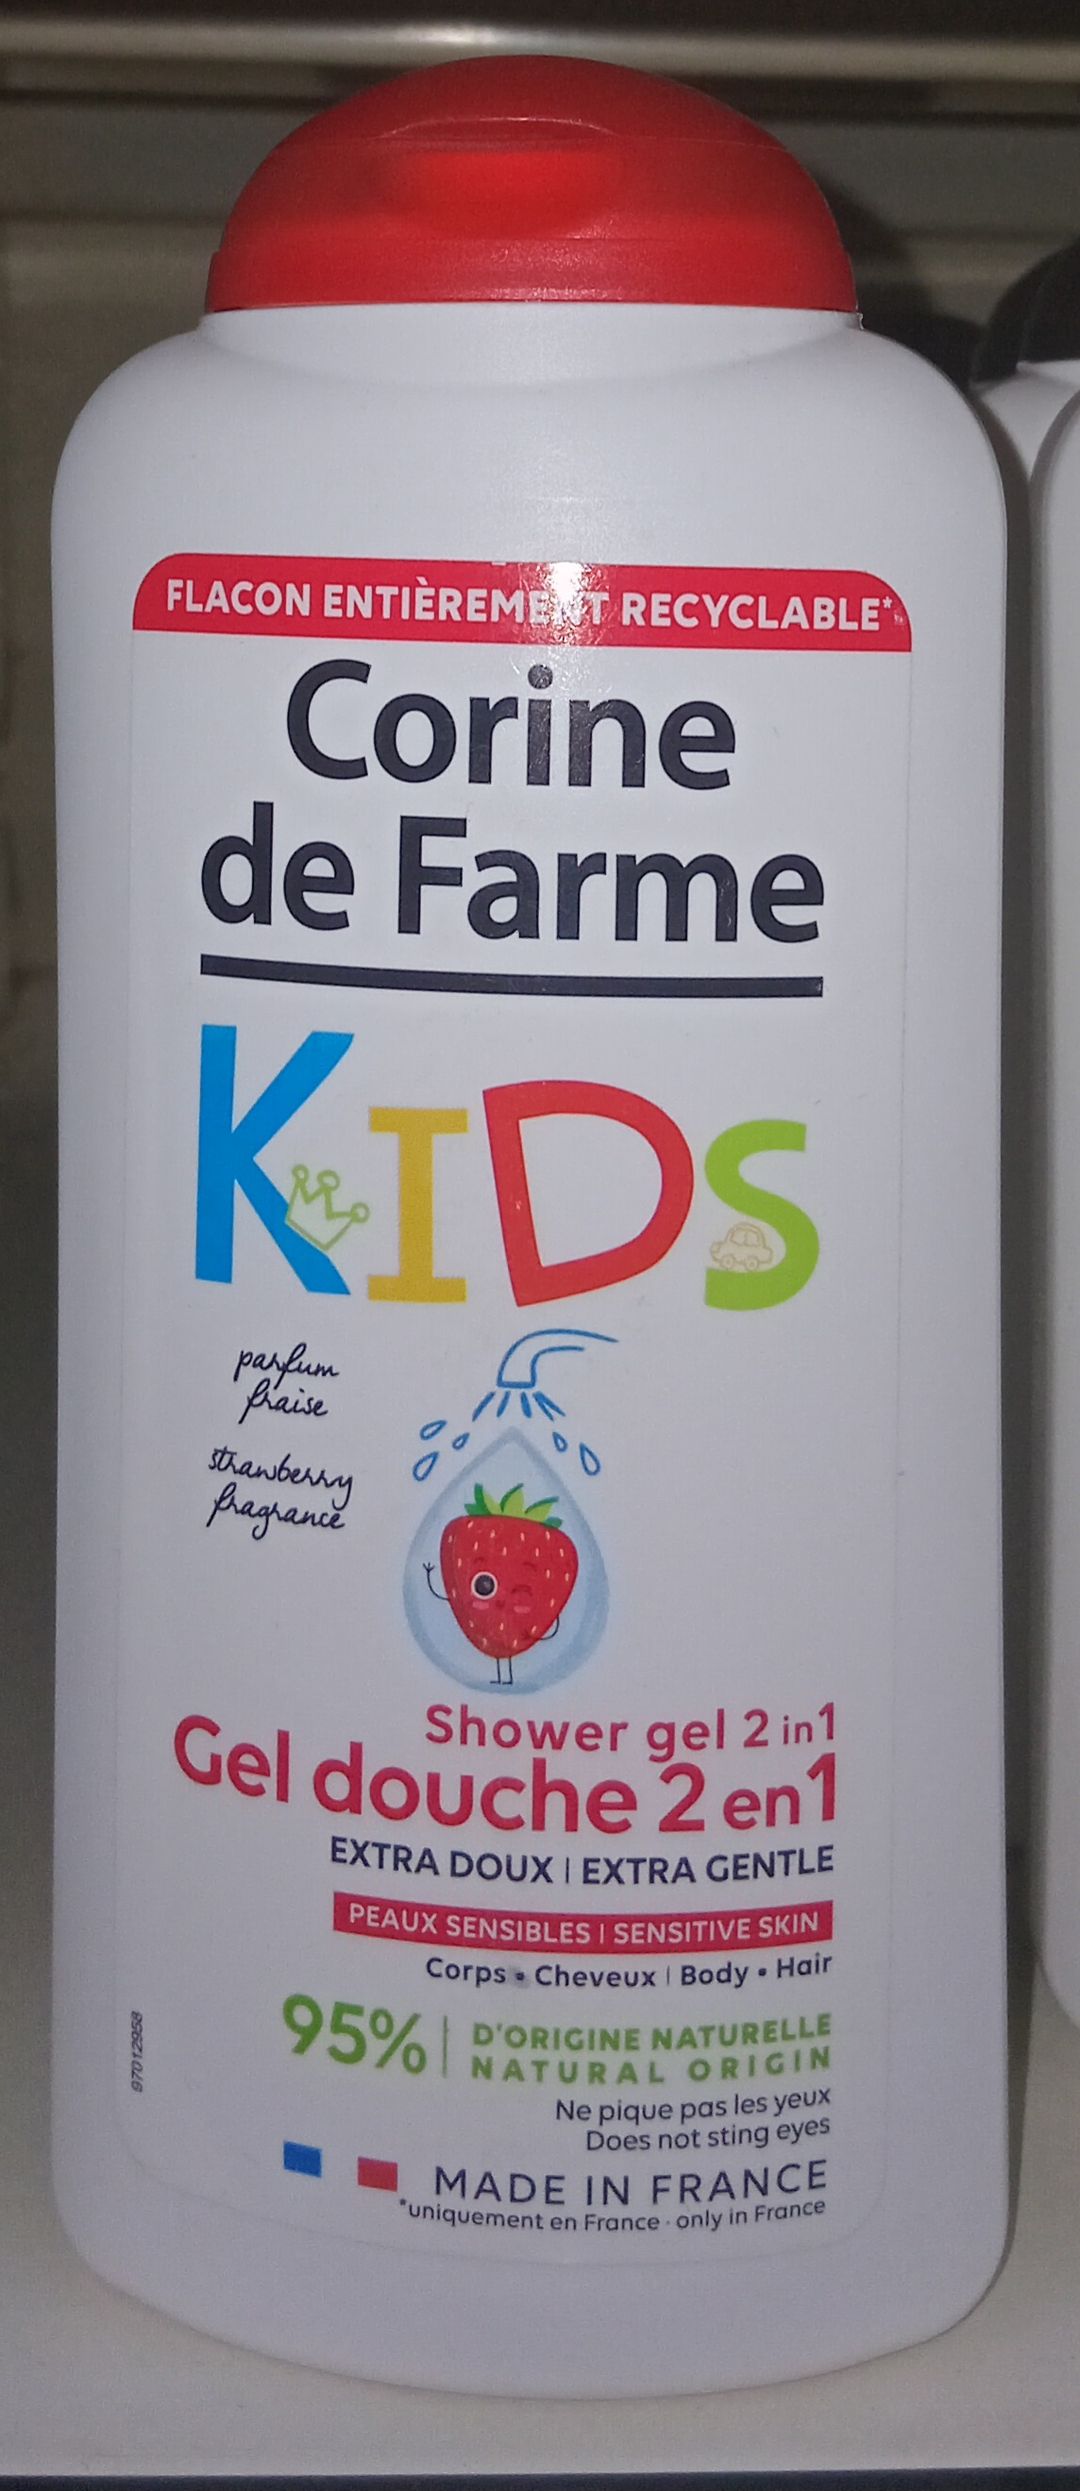 FLACON ENTIÈREMENT RECYCLABLE*
Corine
de Farme
KIDS
parfum
fraise
strawberry
fragrance
Shower gel 2 in 1
Gel douche 2 en 1
EXTRA DOUX | EXTRA GENTLE
PEAUX SENSIBLES | SENSITIVE SKIN
Corps • Cheveux | Body • Hair
95% | D'ORIGINE NATURELLE
NATURAL ORIGIN
Ne pique pas les yeux
Does not sting eyes
MADE IN FRANCE
*uniquement en France · only in France
97012958